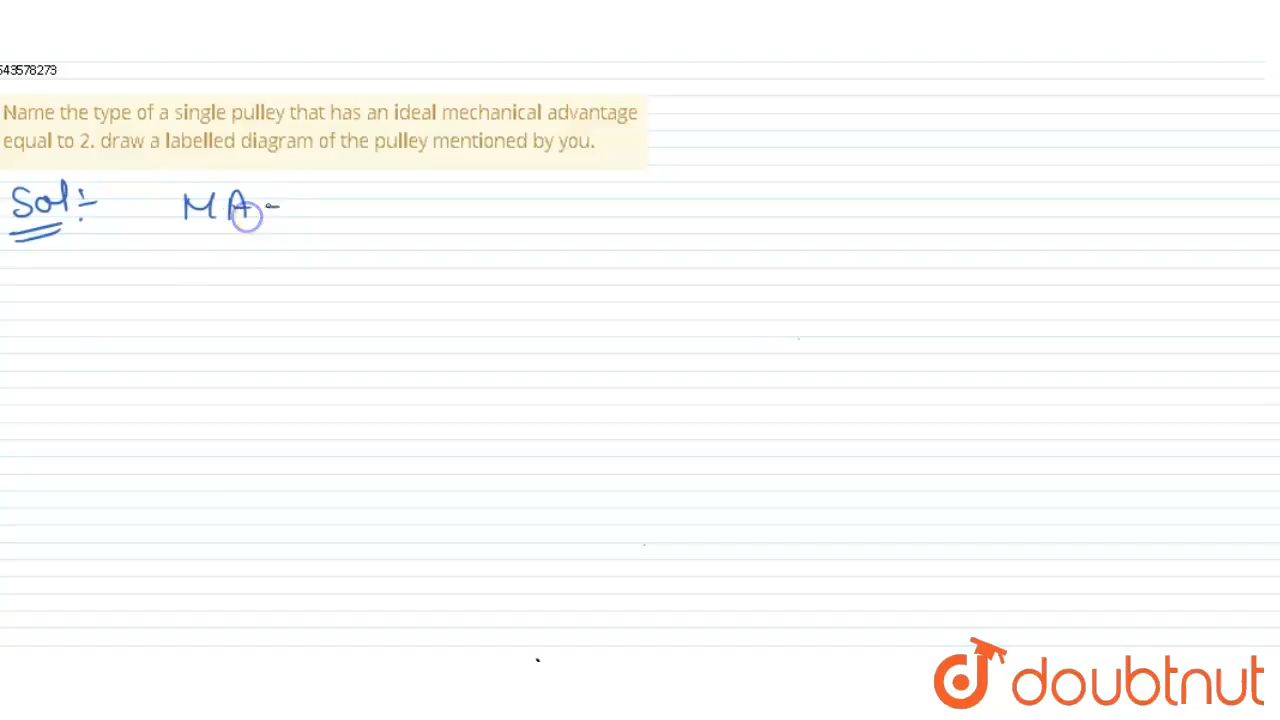 543578273
Name the type of a single pulley that has an ideal mechanical advantage
equal to 2. draw a labelled diagram of the pulley mentioned by you.
Sol :- MA =
doubtnut